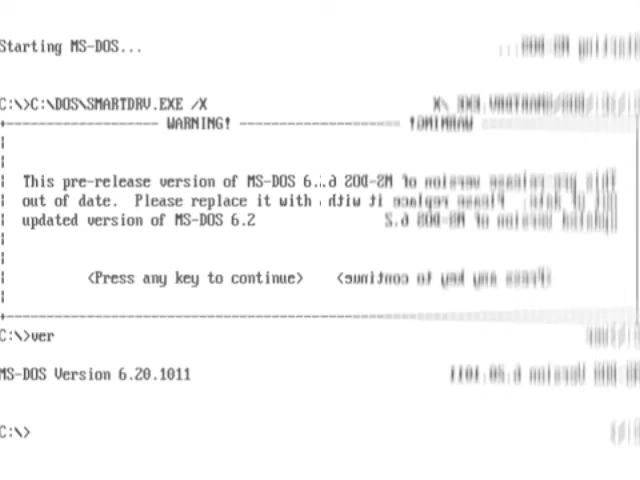 Starting MS-DOS...
C:\>C:\DOS\SMARTDRV.EXE /X
WARNING!
This pre-release version of MS-DOS 6.
out of date. Please replace it with
updated version of MS-DOS 6.2
<Press any key to continue>
C:\>ver
MS-DOS Version 6.20.1011
C:\>